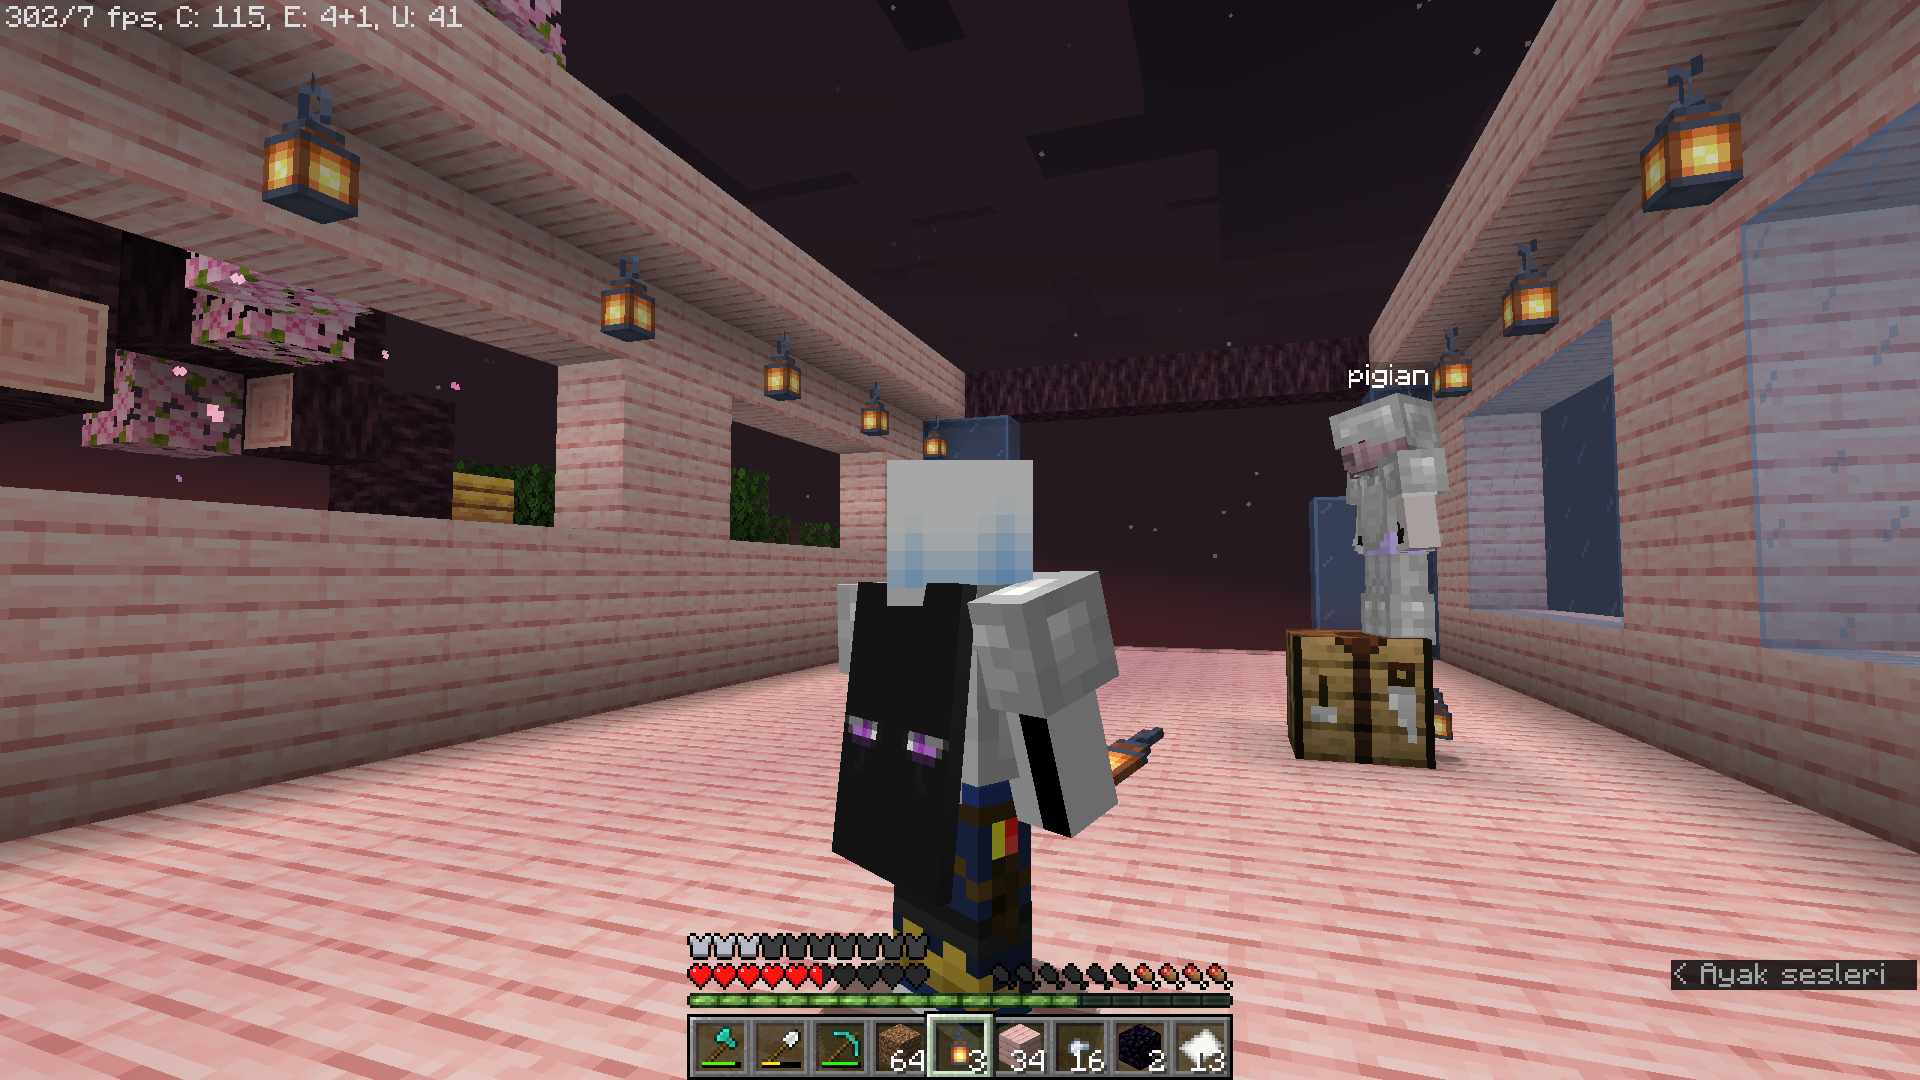 302/7 fps, C: 115, E: 4+1, U: 41
pigian
< Ayak sesleri
64
3
34
16
2
13